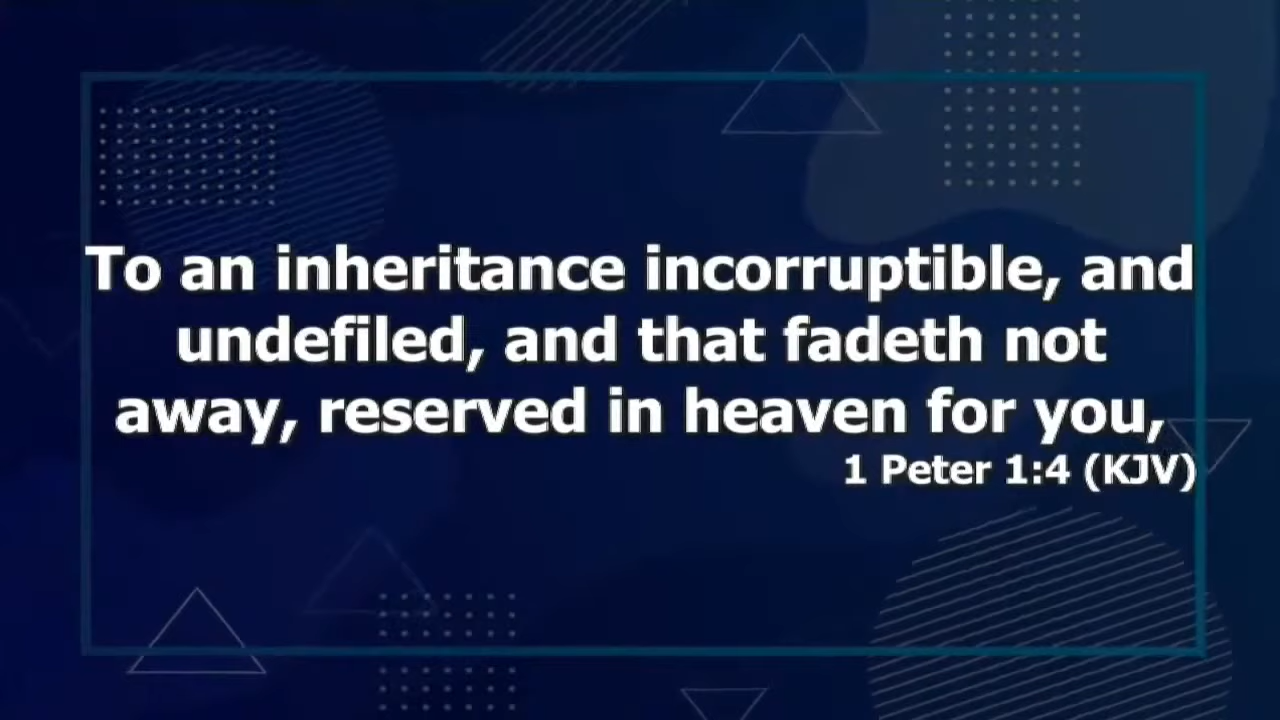 To an inheritance incorruptible, and
undefiled, and that fadeth not
away, reserved in heaven for you,
1 Peter 1:4 (KJV)